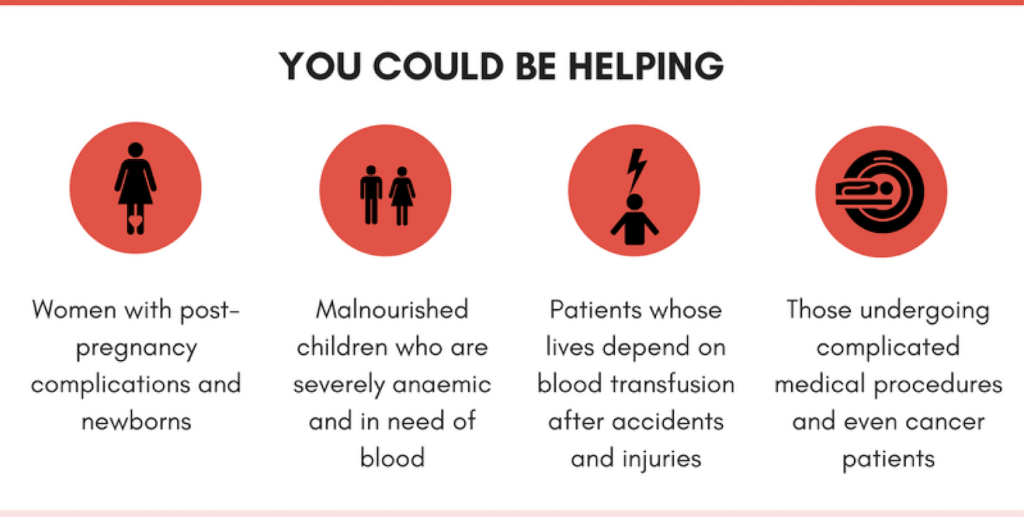 YOU COULD BE HELPING
Women with post-
pregnancy
complications and
newborns
Malnourished
children who are
severely anaemic
and in need of
blood
Patients whose
lives depend on
blood transfusion
after accidents
and injuries
Those undergoing
complicated
medical procedures
and even cancer
patients